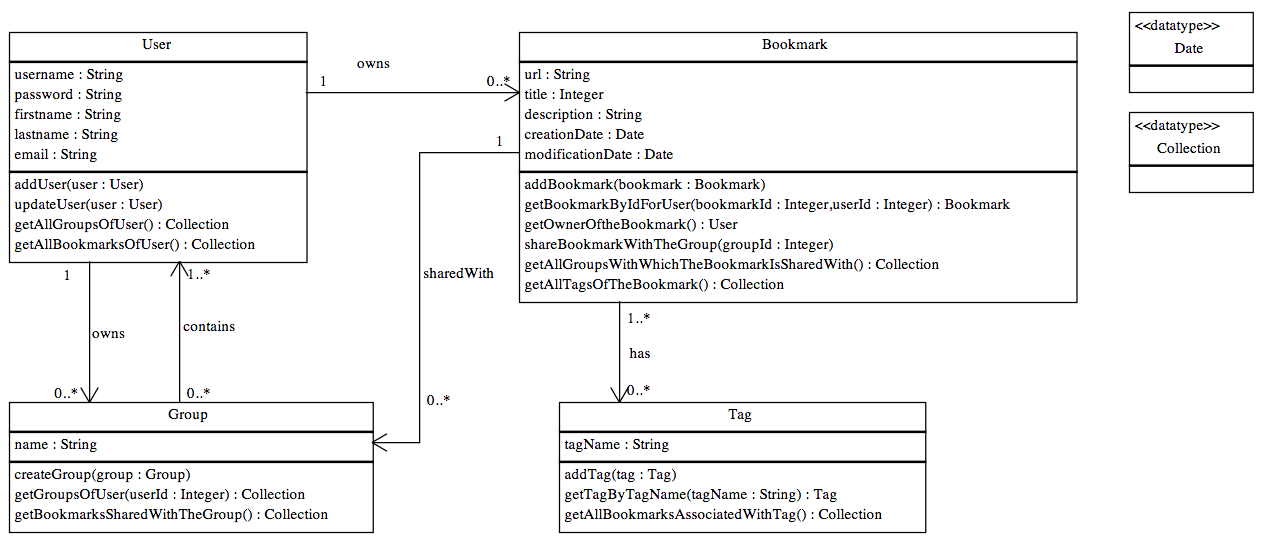 User
username : String
password : String
firstname : String
lastname : String
email : String
addUser(user : User)
updateUser(user : User)
getAllGroupsOfUser() : Collection
getAllBookmarksOfUser() : Collection
owns
1
0..*
Bookmark
url : String
title : Integer
description : String
creationDate : Date
modificationDate : Date
addBookmark(bookmark : Bookmark)
getBookmarkByIdForUser(bookmarkId : Integer,userId : Integer) : Bookmark
getOwnerOftheBookmark() : User
shareBookmarkWithTheGroup(groupId : Integer)
getAllGroupsWithWhichTheBookmarkIsSharedWith() : Collection
getAllTagsOfTheBookmark() : Collection
<<datatype>>
Date
<<datatype>>
Collection
1
sharedWith
0..*
1
owns
0..*
1..*
contains
0..*
1..*
has
0..*
Group
name : String
createGroup(group : Group)
getGroupsOfUser(userId : Integer) : Collection
getBookmarksSharedWithTheGroup() : Collection
Tag
tagName : String
addTag(tag : Tag)
getTagByTagName(tagName : String) : Tag
getAllBookmarksAssociatedWithTag() : Collection